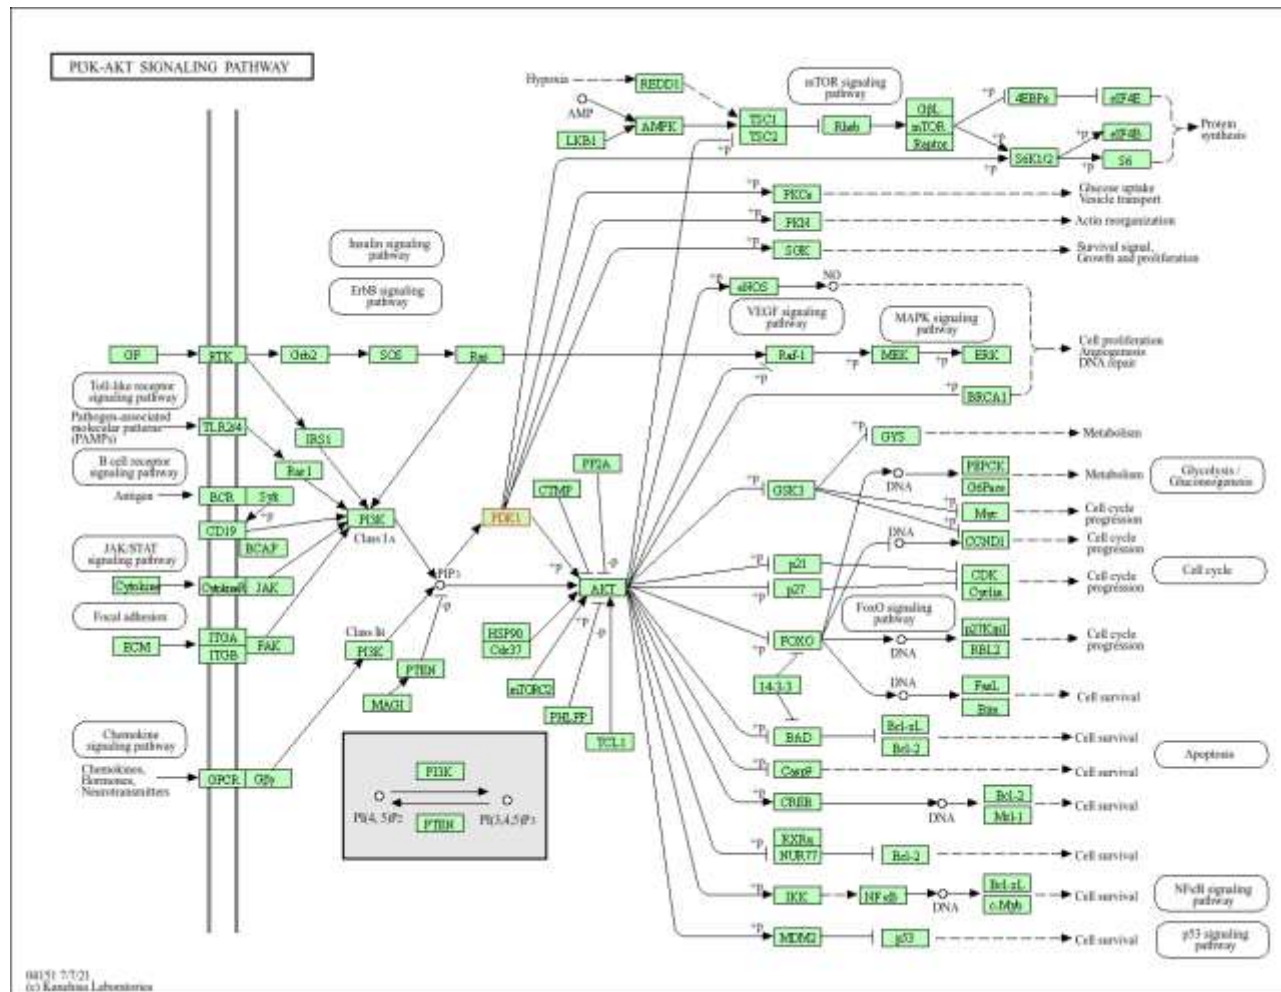 PI3K-AKT SIGNALING PATHWAY
Hypoxia
REDD1
AMP
LKB1
AMPK
TSC1
TSC2
Rheb
mTOR signaling
pathway
GβL
mTOR
Raptor
+p
4EBPs
eIF4E
+p
eIF4B
+p
S6K1/2
+p
S6
Protein
synthesis
+p
+p
PKCs
Glucose uptake
Vesicle transport
+p
PKN
Actin reorganization
+p
SGK
Survival signal,
Growth and proliferation
Insulin signaling
pathway
ErbB signaling
pathway
+p
eNOS
NO
VEGF signaling
pathway
MAPK signaling
pathway
GF
RTK
Grb2
SOS
Ras
Raf-1
+p
MEK
+p
ERK
+p
+p
BRCA1
Cell proliferation
Angiogenesis
DNA repair
Toll-like receptor
signaling pathway
Pathogen-associated
molecular patterns
(PAMPs)
TLR2/4
IRS1
Rac1
B cell receptor
signaling pathway
Antigen
BCR
Syk
+p
CD19
BCAP
PI3K
Class IA
JAK/STAT
signaling pathway
Cytokine
CytokineR
JAK
Focal adhesion
ECM
ITGA
ITGB
FAK
Chemokine
signaling pathway
Chemokines,
Hormones,
Neurotransmitters
GPCR
Gβγ
PDK1
PIP3
-p
Class IB
PI3K
PTEN
MAGI
CTMP
PP2A
+p
-p
AKT
HSP90
Cdc37
+p
-p
mTORC2
PHLPP
TCL1
PI3K
PI(4, 5)P2
PI(3,4,5)P3
PTEN
GYS
Metabolism
+p
GSK3
DNA
PEPCK
G6Pase
Metabolism
Glycolysis /
Gluconeogenesis
+p
Myc
Cell cycle
progression
+p
DNA
CCND1
Cell cycle
progression
+p
p21
+p
p27
CDK
Cyclin
Cell cycle
progression
Cell cycle
FoxO signaling
pathway
+p
FOXO
DNA
p27Kip1
RBL2
Cell cycle
progression
14-3-3
DNA
FasL
Bim
Cell survival
+p
BAD
Bcl-xL
Bcl-2
Cell survival
Apoptosis
+p
Casp9
Cell survival
+p
CREB
DNA
Bcl-2
Mcl-1
Cell survival
+p
RXRα
NUR77
Bcl-2
Cell survival
+p
IKK
NFκB
DNA
Bcl-xL
c-Myb
Cell survival
NFκB signaling
pathway
+p
MDM2
p53
Cell survival
p53 signaling
pathway
04151 7/7/21
(c) Kanehisa Laboratories